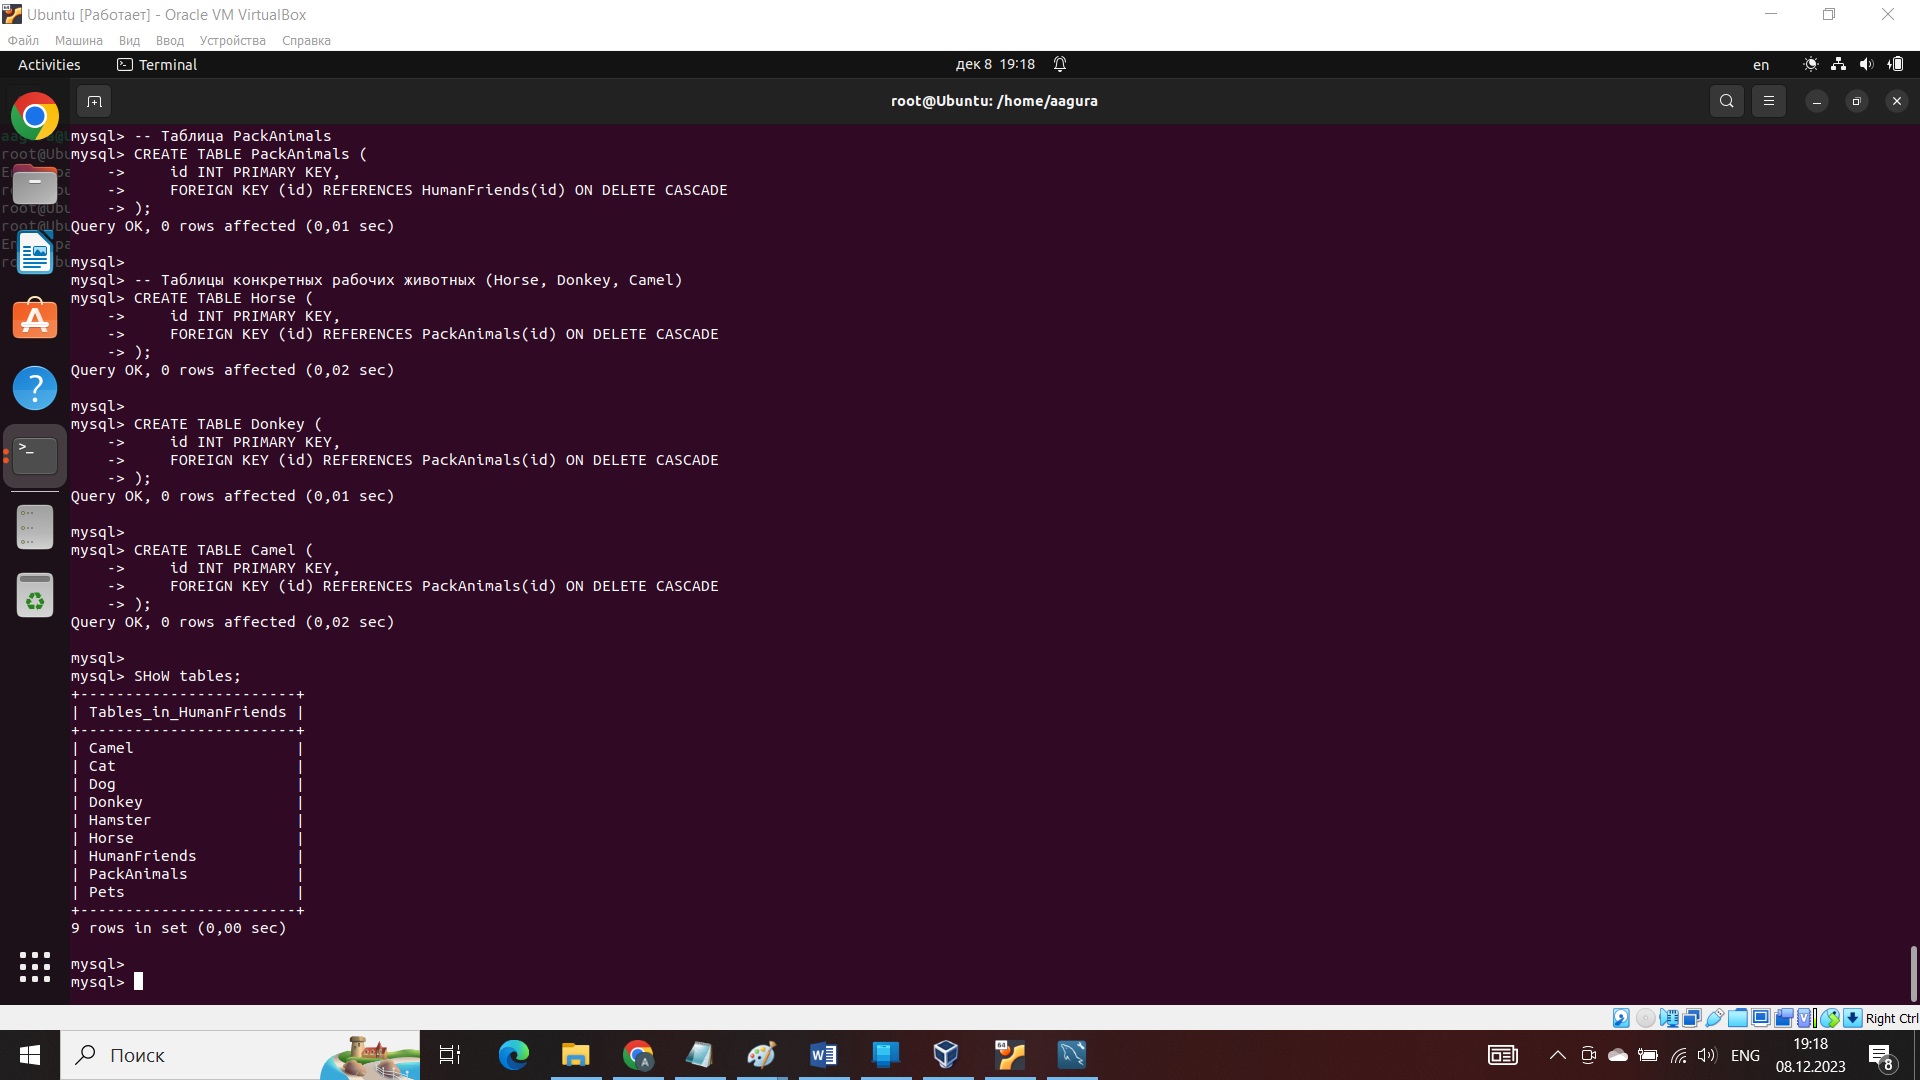 Ubuntu [Работает] - Oracle VM VirtualBox
Файл Машина Вид Ввод Устройства Справка
Activities Terminal дек 8 19:18 en
root@Ubuntu: /home/aagura
mysql> -- Таблица PackAnimals
mysql> CREATE TABLE PackAnimals (
    ->     id INT PRIMARY KEY,
    ->     FOREIGN KEY (id) REFERENCES HumanFriends(id) ON DELETE CASCADE
    -> );
Query OK, 0 rows affected (0,01 sec)
mysql>
mysql> -- Таблицы конкретных рабочих животных (Horse, Donkey, Camel)
mysql> CREATE TABLE Horse (
    ->     id INT PRIMARY KEY,
    ->     FOREIGN KEY (id) REFERENCES PackAnimals(id) ON DELETE CASCADE
    -> );
Query OK, 0 rows affected (0,02 sec)
mysql>
mysql> CREATE TABLE Donkey (
    ->     id INT PRIMARY KEY,
    ->     FOREIGN KEY (id) REFERENCES PackAnimals(id) ON DELETE CASCADE
    -> );
Query OK, 0 rows affected (0,01 sec)
mysql>
mysql> CREATE TABLE Camel (
    ->     id INT PRIMARY KEY,
    ->     FOREIGN KEY (id) REFERENCES PackAnimals(id) ON DELETE CASCADE
    -> );
Query OK, 0 rows affected (0,02 sec)
mysql>
mysql> SHoW tables;
+------------------------+
| Tables_in_HumanFriends |
+------------------------+
| Camel                  |
| Cat                    |
| Dog                    |
| Donkey                 |
| Hamster                |
| Horse                  |
| HumanFriends           |
| PackAnimals            |
| Pets                   |
+------------------------+
9 rows in set (0,00 sec)
mysql>
mysql>
Right Ctrl
Поиск
ENG
19:18
08.12.2023
8